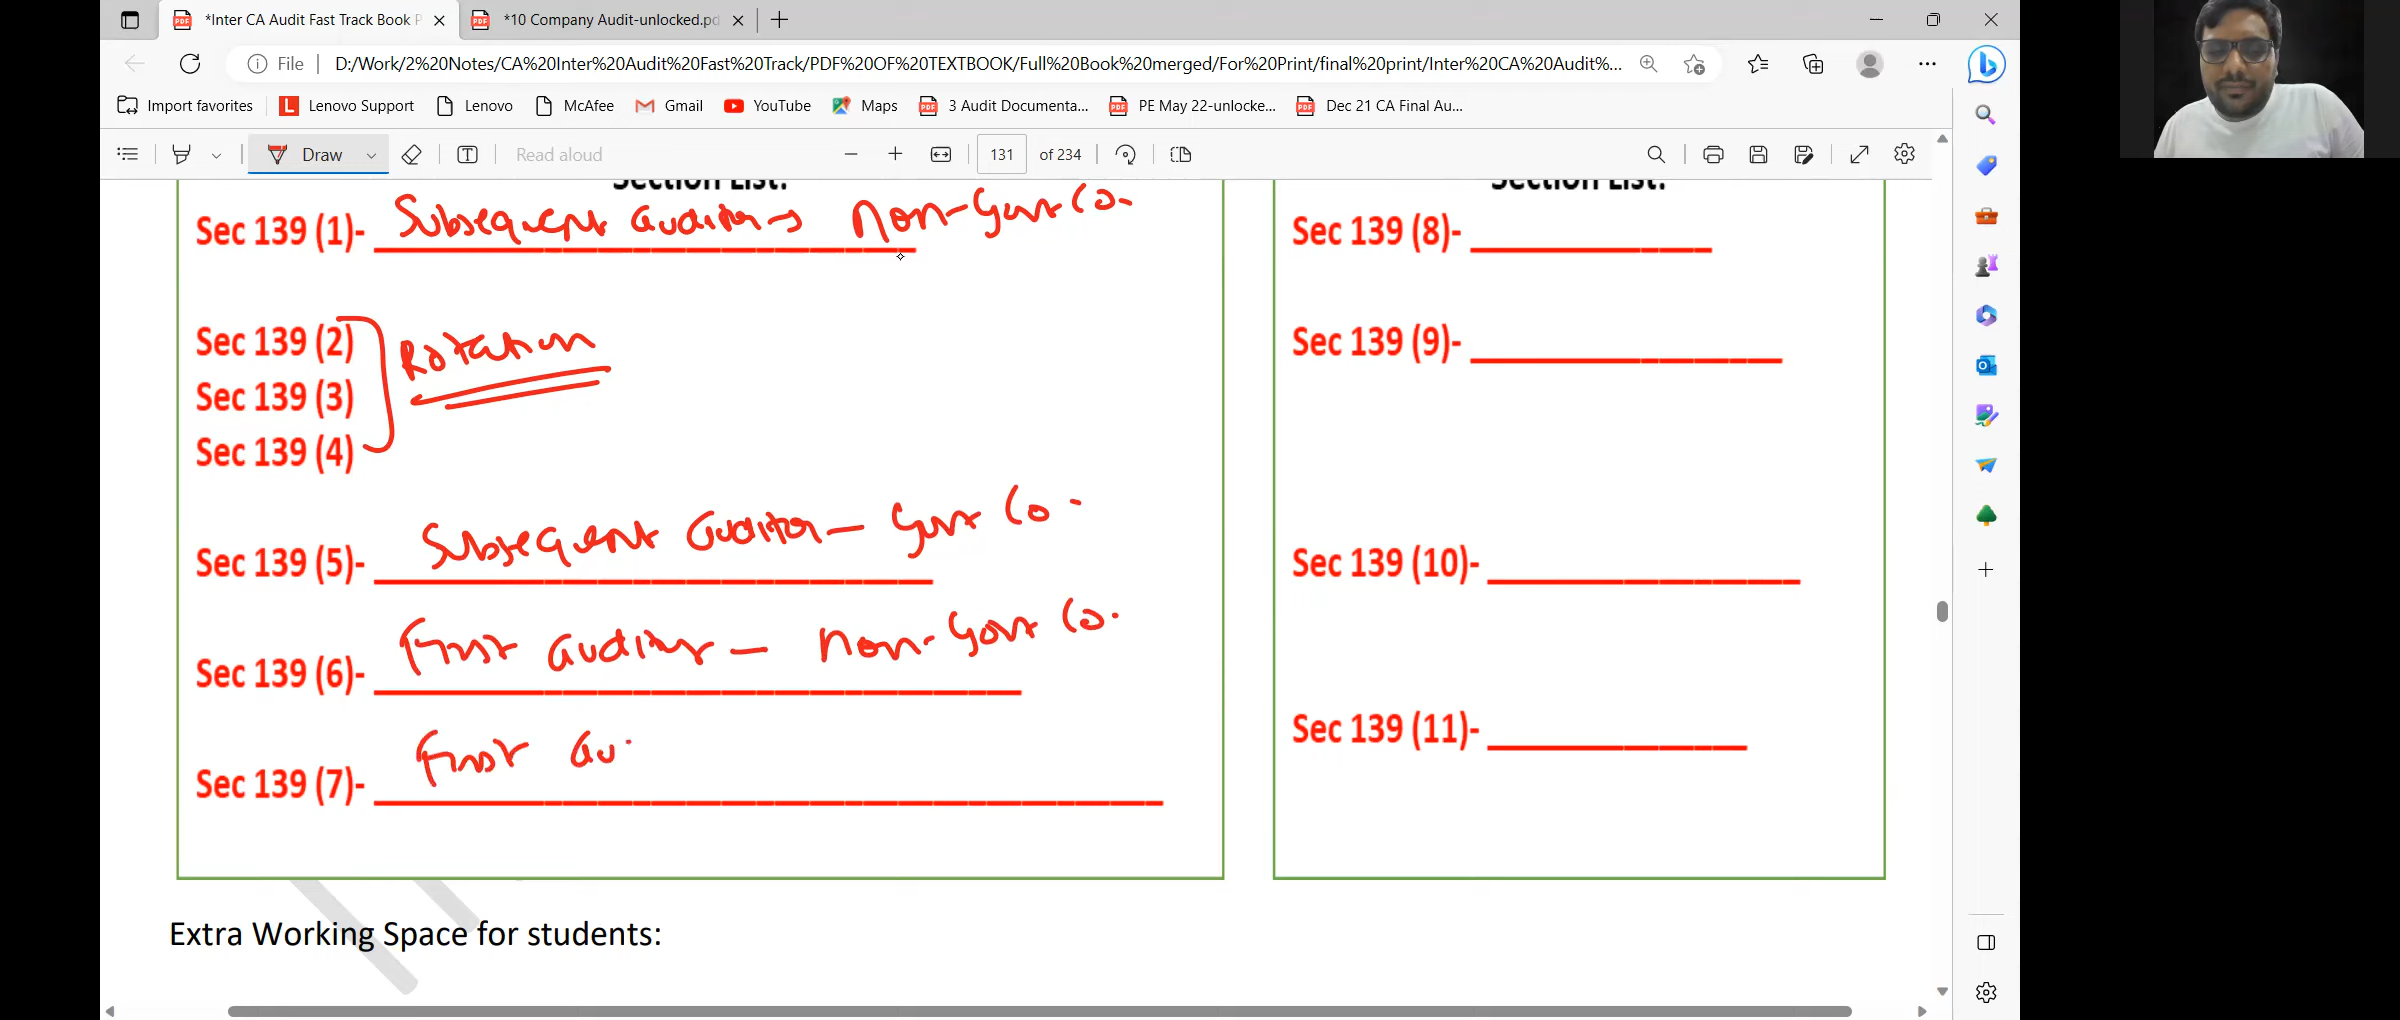 *Inter CA Audit Fast Track Book P
*10 Company Audit-unlocked.pd
File
D:/Work/2%20Notes/CA%20Inter%20Audit%20Fast%20Track/PDF%20OF%20TEXTBOOK/Full%20Book%20merged/For%20Print/final%20print/Inter%20CA%20Audit%...
Import favorites
Lenovo Support
Lenovo
McAfee
Gmail
YouTube
Maps
3 Audit Documenta...
PE May 22-unlocke...
Dec 21 CA Final Au...
Draw
Read aloud
131 of 234
Section List:
Sec 139 (1)- Subsequent auditor → Non-Govt Co.
Sec 139 (2)
Sec 139 (3)
Sec 139 (4)
Rotation
Sec 139 (5)- Subsequent auditor - Govt Co.
Sec 139 (6)- First auditor - Non-Govt Co.
Sec 139 (7)- First au
Section List:
Sec 139 (8)-
Sec 139 (9)-
Sec 139 (10)-
Sec 139 (11)-
Extra Working Space for students: